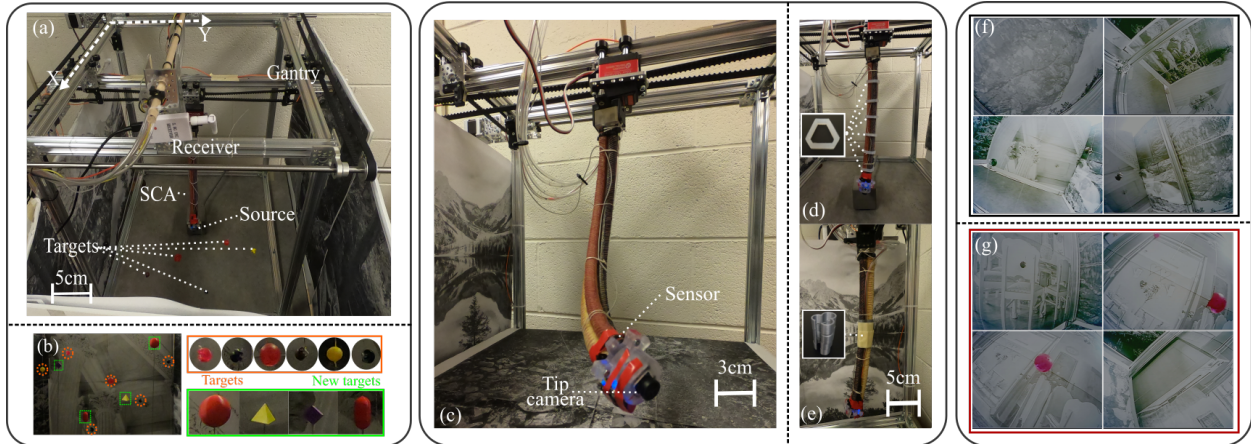 (a)
Y
X
Gantry
Receiver
SCA
Source
Targets
5cm
(b)
Targets
New targets
Sensor
Tip
camera
3cm
(c)
(d)
5cm
(e)
(f)
(g)